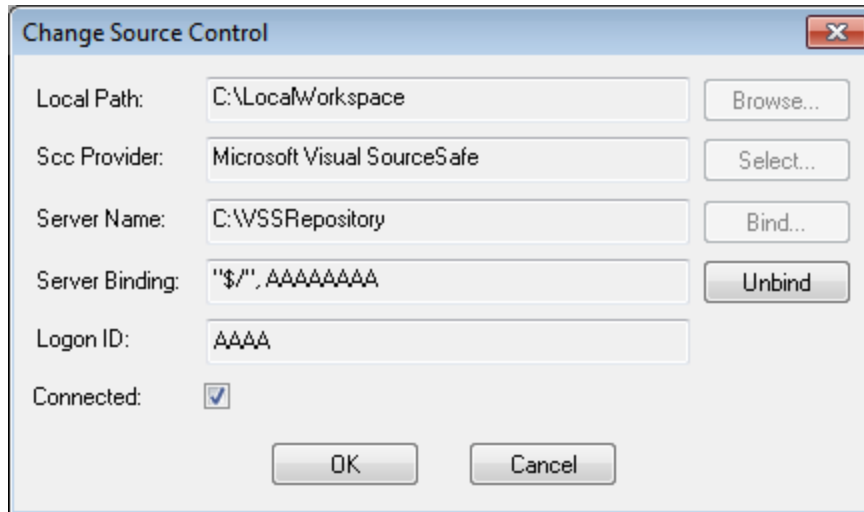 Change Source Control
Local Path: C:\LocalWorkspace Browse...
Scc Provider: Microsoft Visual SourceSafe Select...
Server Name: C:\VSSRepository Bind...
Server Binding: "$/", AAAAAAAA Unbind
Logon ID: AAAA
Connected:
OK Cancel